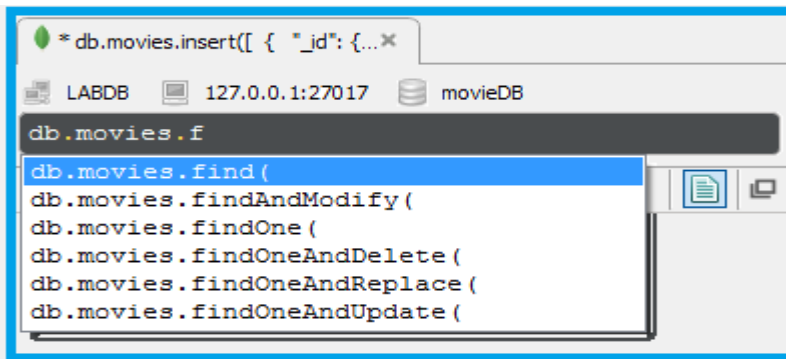 * db.movies.insert([ { "_id": {...
LABDB 127.0.0.1:27017 movieDB
db.movies.f
db.movies.find(
db.movies.findAndModify(
db.movies.findOne(
db.movies.findOneAndDelete(
db.movies.findOneAndReplace(
db.movies.findOneAndUpdate(